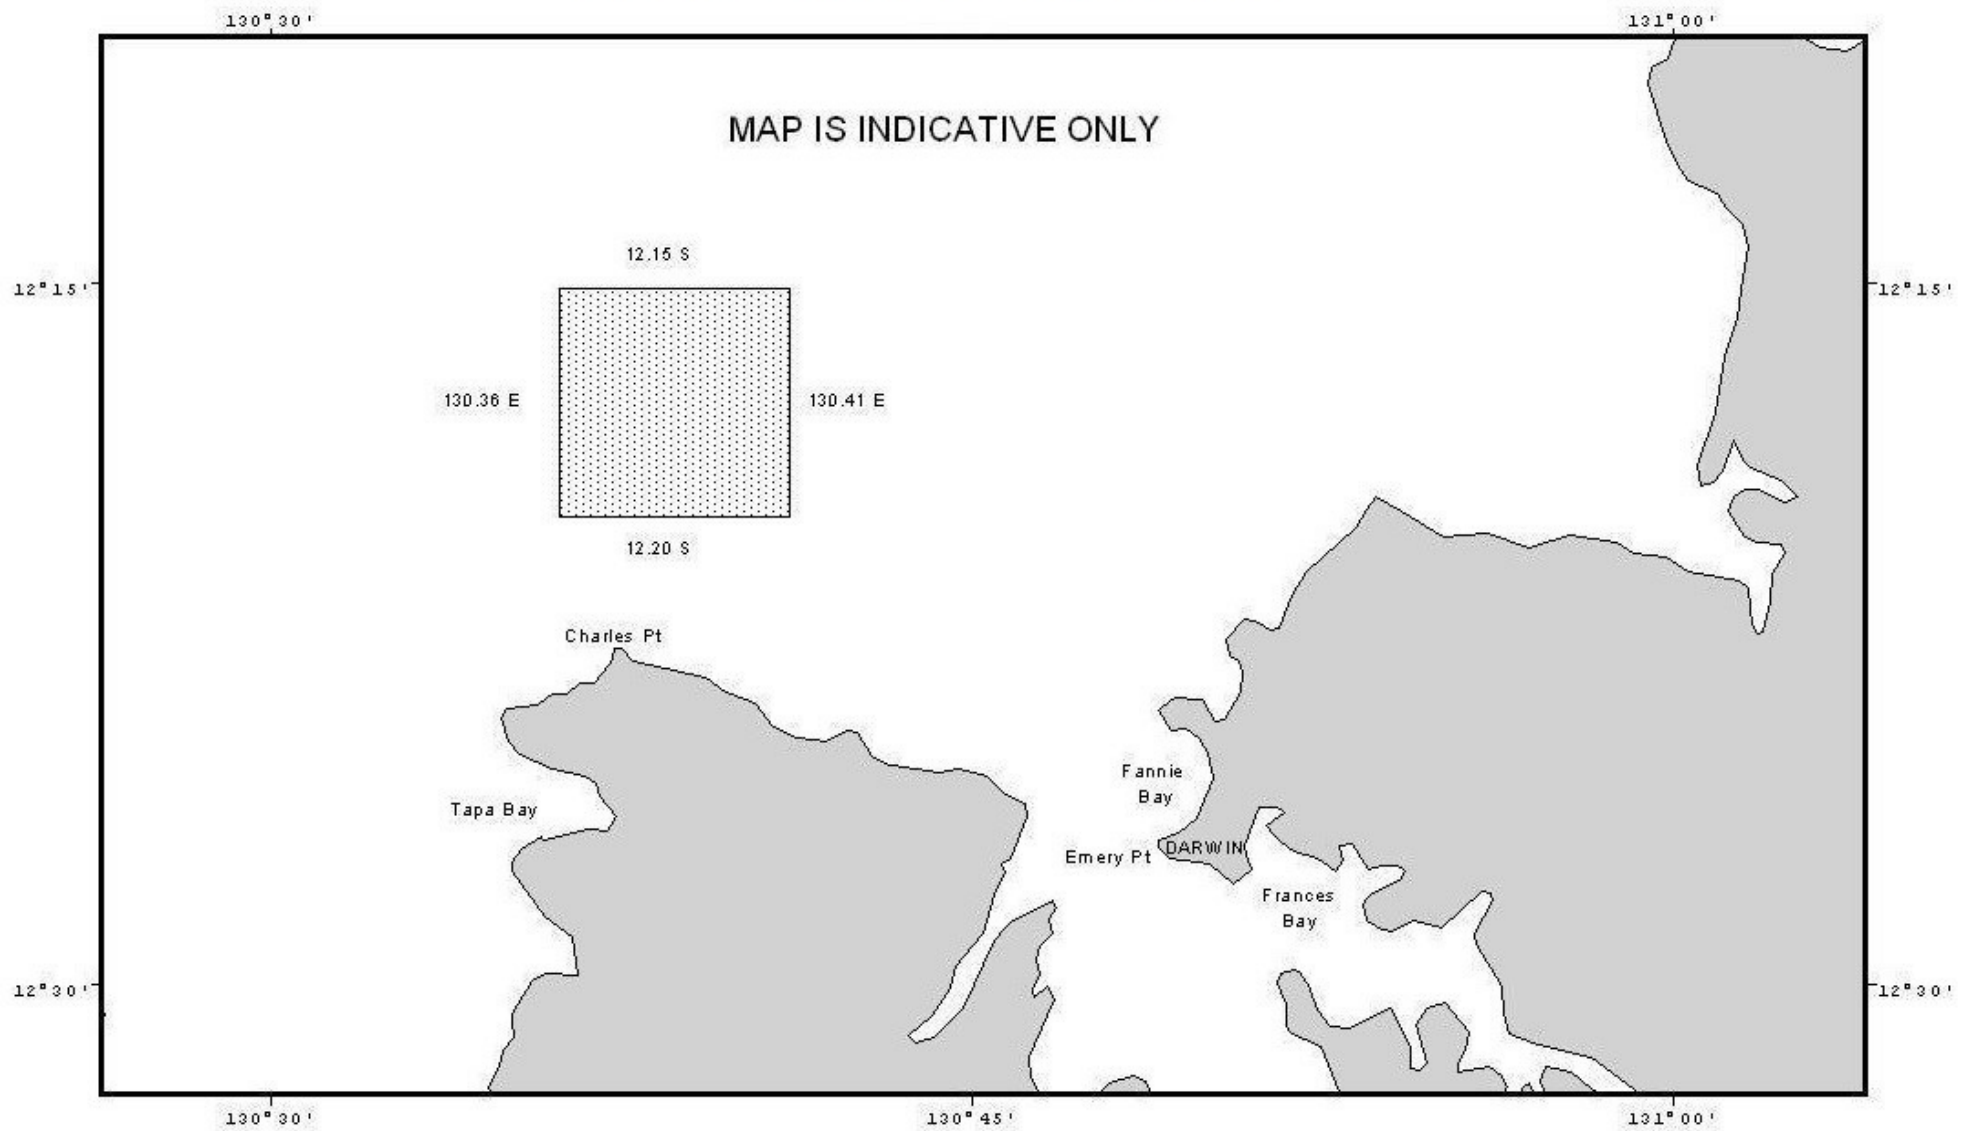 130°30' 131°00'
MAP IS INDICATIVE ONLY
12.15 S
12°15' 12°15'
130.36 E 130.41 E
12.20 S
Charles Pt
Fannie
Bay
Tapa Bay
DARWIN
Emery Pt
Frances
Bay
12°30' 12°30'
130°30' 130°45' 131°00'